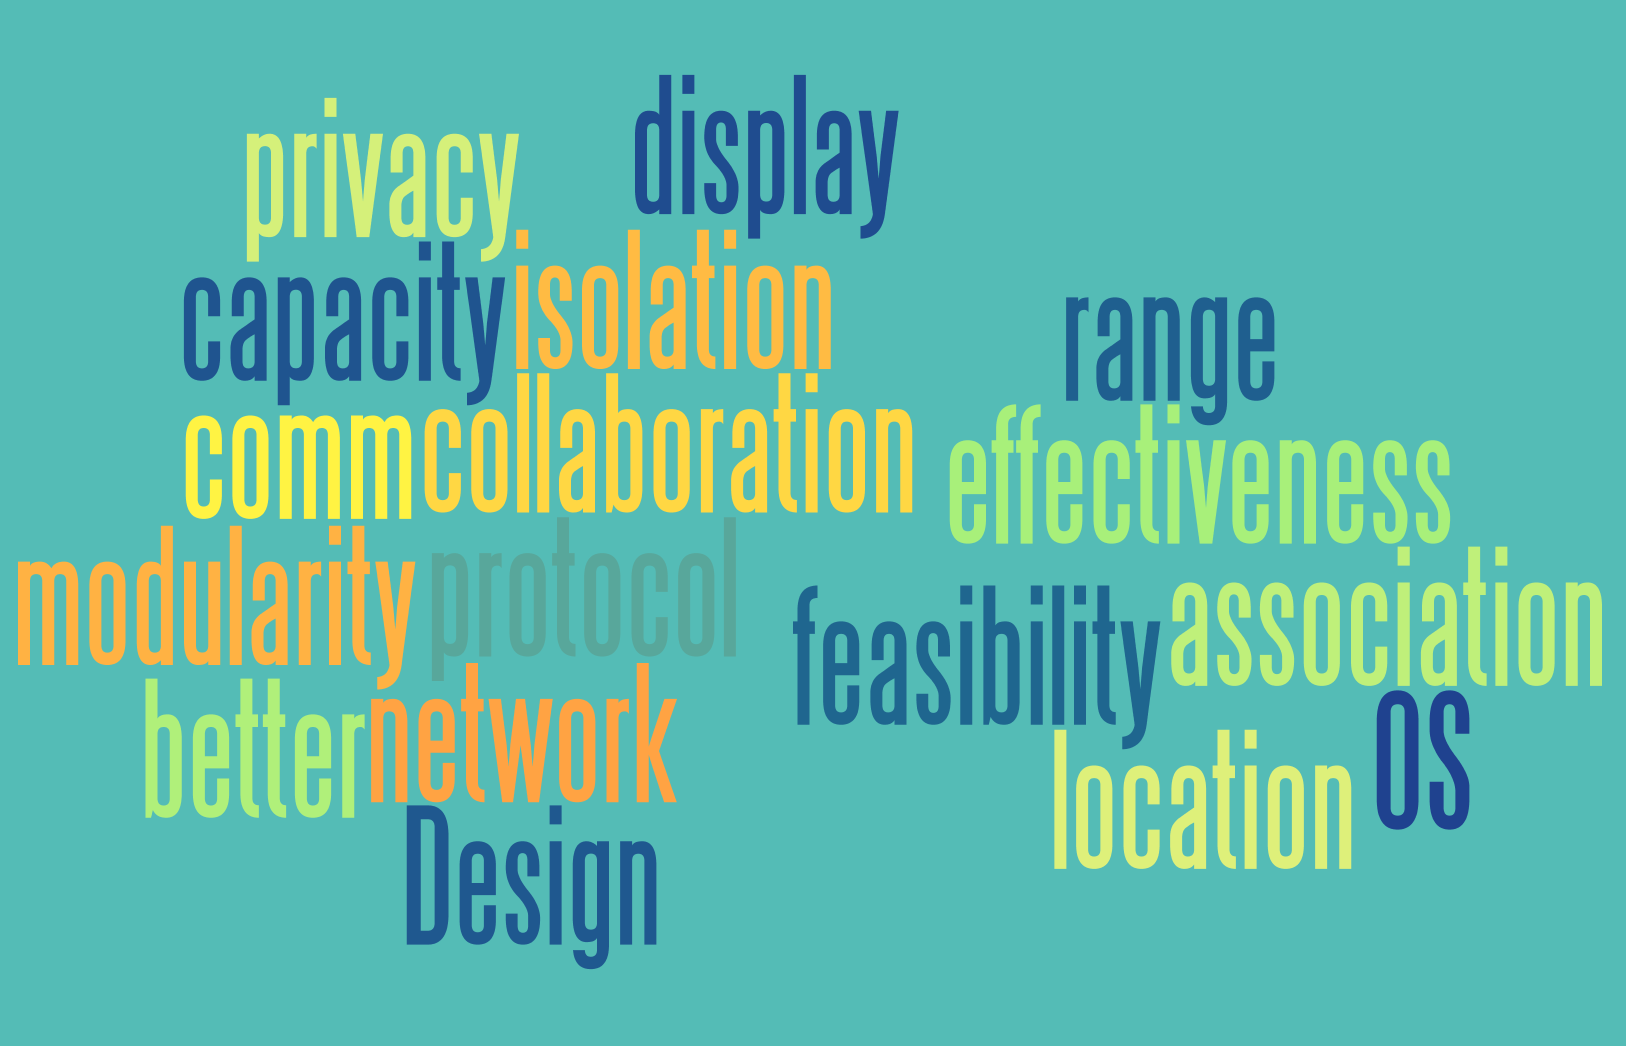 privacy
display
capacity
isolation
range
comm
collaboration
effectiveness
modularity
protocol
feasibility
association
better
network
location
OS
Design